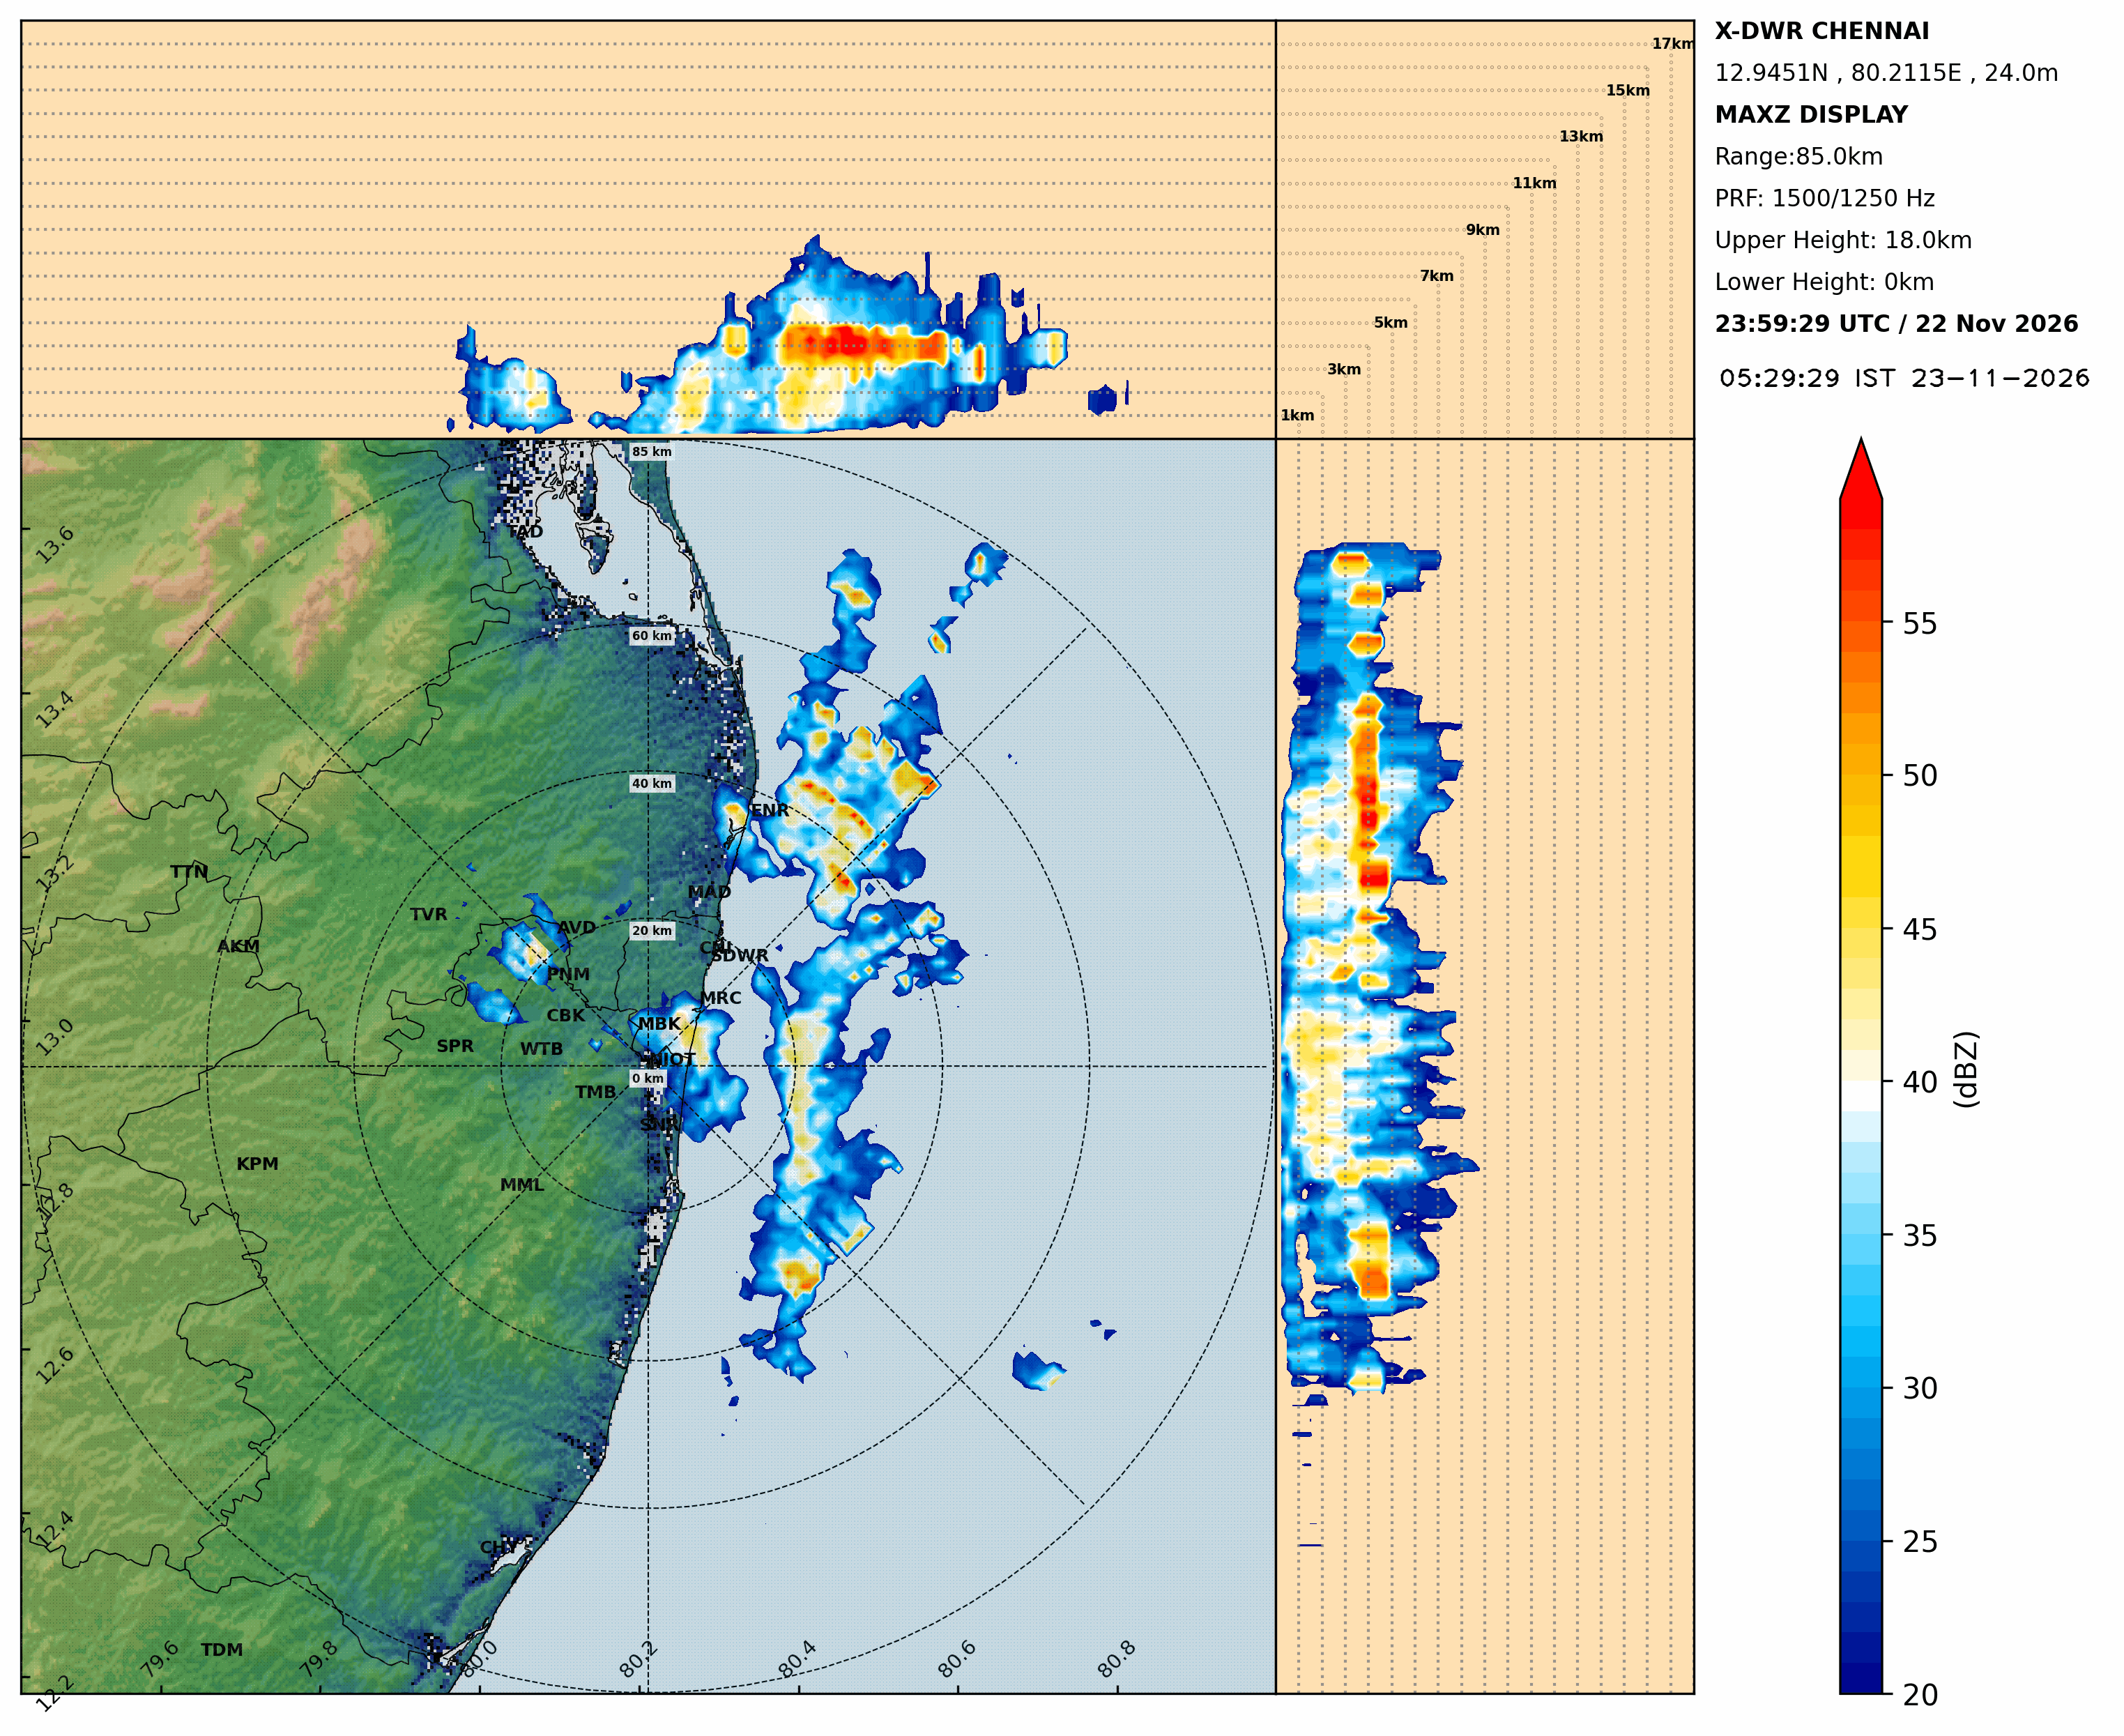 X-DWR CHENNAI
12.9451N , 80.2115E , 24.0m
MAXZ DISPLAY
Range:85.0km
PRF: 1500/1250 Hz
Upper Height: 18.0km
Lower Height: 0km
23:59:29 UTC / 22 Nov 2026
05:29:29 IST 23-11-2026
17km
15km
13km
11km
9km
7km
5km
3km
1km
85 km
60 km
40 km
20 km
0 km
TAD
ENR
TTN
MAD
TVR
AVD
AKM
CNI
SDWR
PNM
MRC
CBK
MBK
SPR
WTB
NIOT
TMB
SNR
KPM
MML
CHY
TDM
13.6
13.4
13.2
13.0
12.8
12.6
12.4
12.2
79.6
79.8
80.0
80.2
80.4
80.6
80.8
55
50
45
40
35
30
25
20
(dBZ)